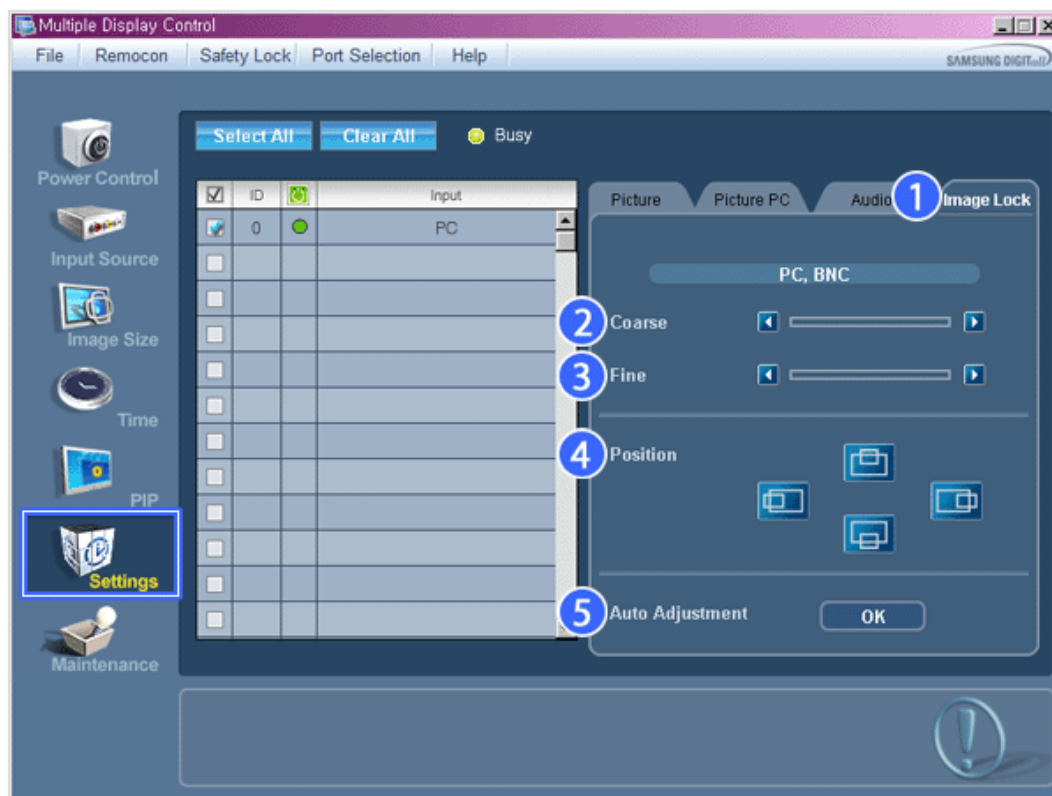 Multiple Display Control
File Remocon Safety Lock Port Selection Help
SAMSUNG DIGITall
Select All Clear All Busy
Power Control
Input Source
Image Size
Time
PIP
Settings
Maintenance
ID Input
0 PC
Picture Picture PC Audio 1 Image Lock
PC, BNC
2 Coarse
3 Fine
4 Position
5 Auto Adjustment OK